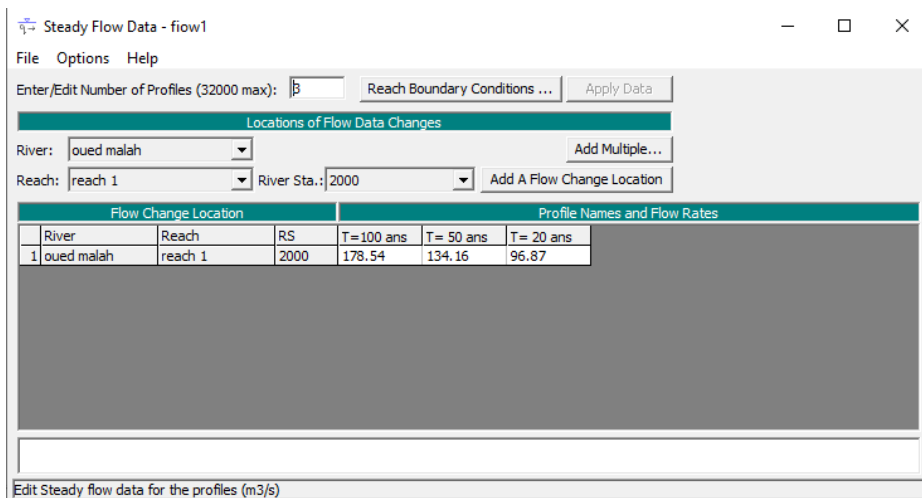 Steady Flow Data - fiow1
File Options Help
Enter/Edit Number of Profiles (32000 max): 3 Reach Boundary Conditions ... Apply Data
Locations of Flow Data Changes
River: oued malah Add Multiple...
Reach: reach 1 River Sta.: 2000 Add A Flow Change Location
Flow Change Location Profile Names and Flow Rates
River Reach RS T=100 ans T= 50 ans T= 20 ans
1 oued malah reach 1 2000 178.54 134.16 96.87
Edit Steady flow data for the profiles (m3/s)